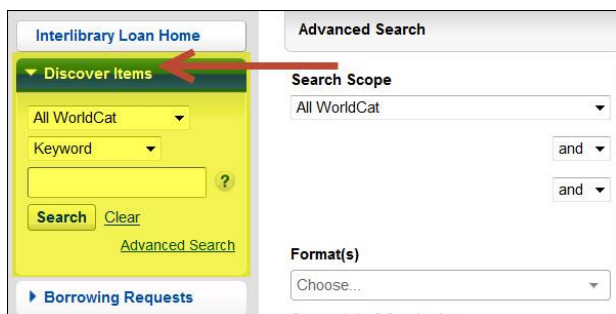 Interlibrary Loan Home
Discover Items
All WorldCat
Keyword
?
Search Clear
Advanced Search
Borrowing Requests
Advanced Search
Search Scope
All WorldCat
and
and
Format(s)
Choose...